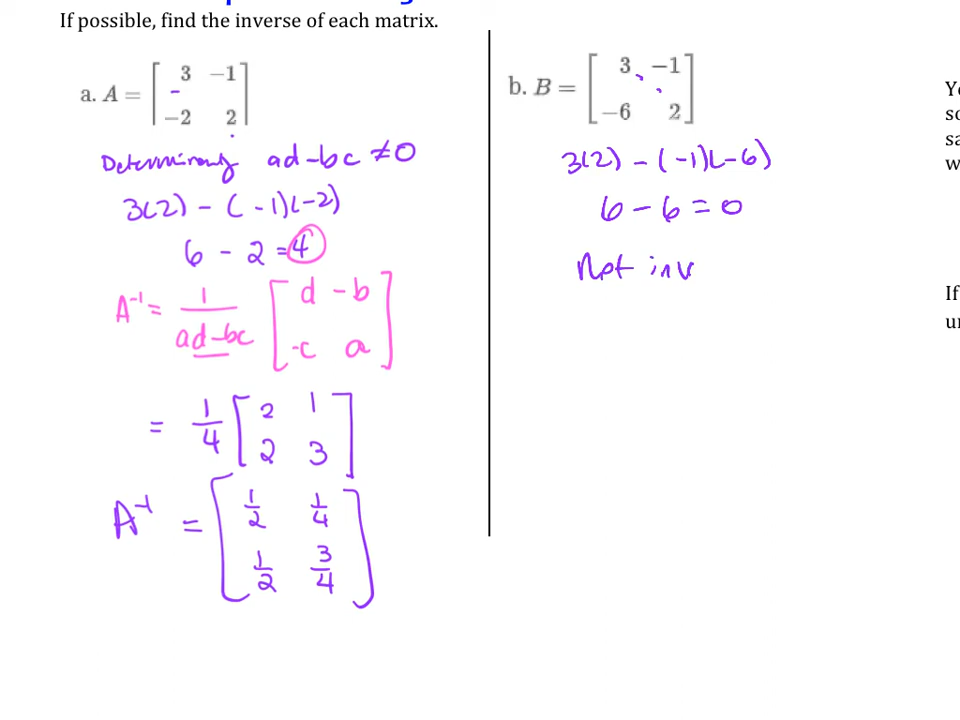 If possible, find the inverse of each matrix.
a. A = [ 3 −1
−2 2 ]
ad-bc ≠0
3(2) - (-1)(-2)
6 - 2 = 4
A⁻¹ = 1/ad-bc [ d -b
-c a ]
= 1/4 [ 2 1
2 3 ]
A⁻¹ = [ 1/2 1/4
1/2 3/4 ]
b. B = [ 3 −1
−6 2 ]
3(2) - (-1)(-6)
6 - 6 = 0
Not inv
If